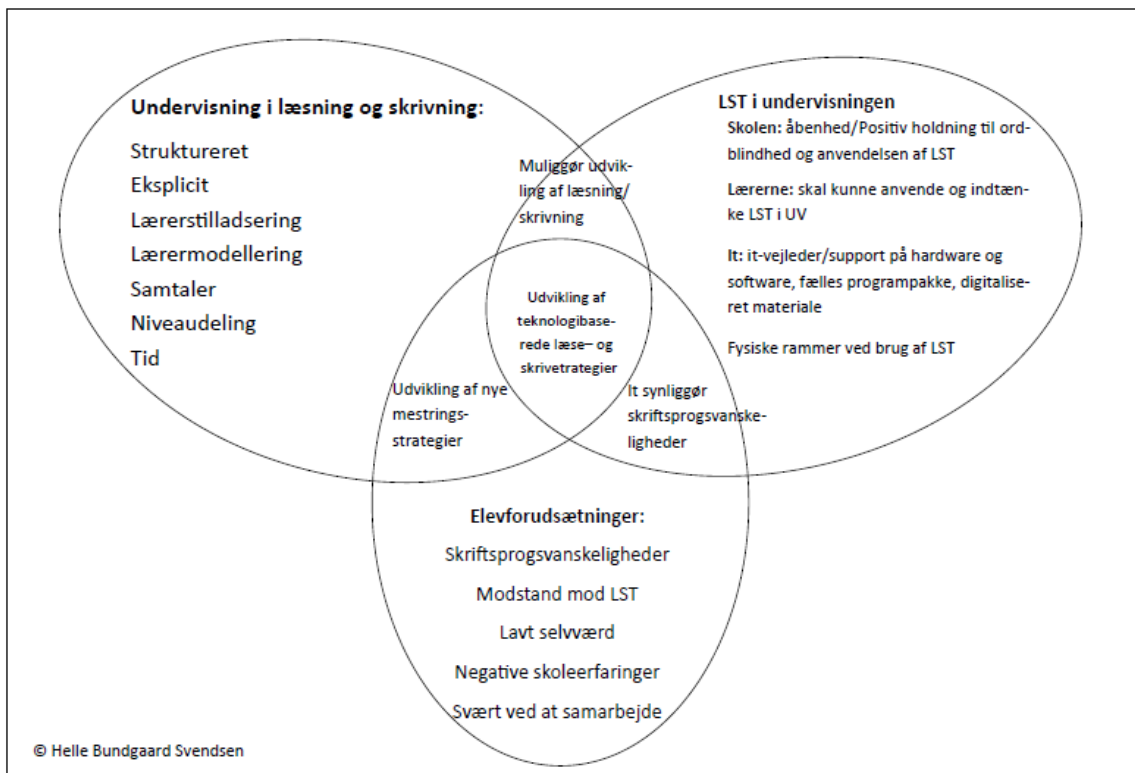 Undervisning i læsning og skrivning:
Struktureret
Eksplicit
Lærerstilladsering
Lærermodellering
Samtaler
Niveaudeling
Tid
Muliggør udvik-
ling af læsning/
skrivning
LST i undervisningen
Skolen: åbenhed/Positiv holdning til ord-
blindhed og anvendelsen af LST
Lærerne: skal kunne anvende og indtæn-
ke LST i UV
It: it-vejleder/support på hardware og
software, fælles programpakke, digitalise-
ret materiale
Fysiske rammer ved brug af LST
Udvikling af
teknologibase-
rede læse– og
skrivetrategier
Udvikling af nye
mestrings-
strategier
It synliggør
skriftsprogsvanske-
ligheder
Elevforudsætninger:
Skriftsprogsvanskeligheder
Modstand mod LST
Lavt selvværd
Negative skoleerfaringer
Svært ved at samarbejde
© Helle Bundgaard Svendsen